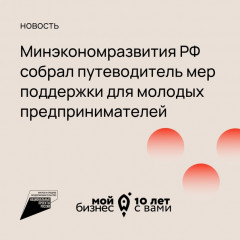 НОВОСТЬ
Минэкономразвития РФ
собрал путеводитель мер
поддержки для молодых
предпринимателей
мой бизнес
10 лет с вами